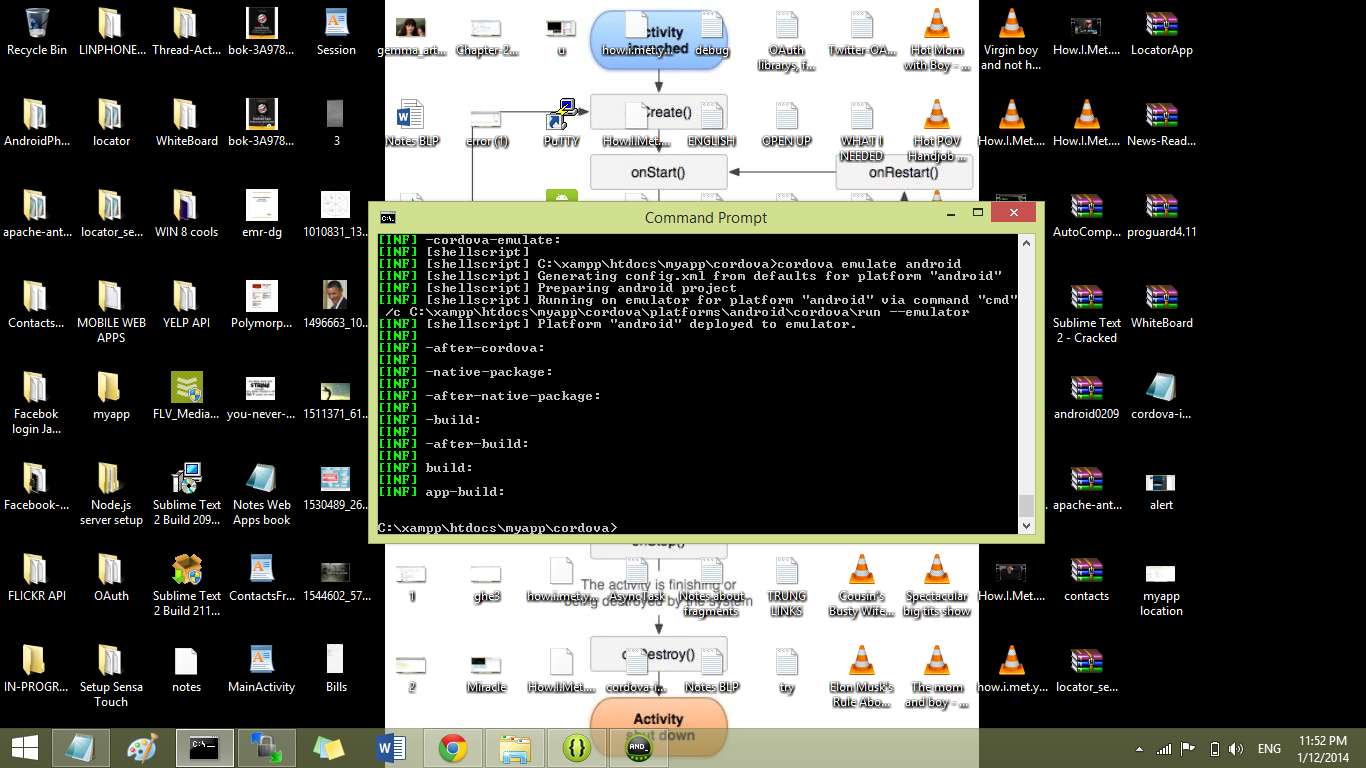 Recycle Bin
LINPHONE...
Thread-Act...
bok-3A978...
Session
gemma_art...
Chapter-2...
u
how.i.met.y...
debug
OAuth
librarys, f...
Twitter-OA...
Hot Mom
with Boy - ...
Virgin boy
and not h...
How.I.Met...
LocatorApp
launched
AndroidPh...
locator
WhiteBoard
bok-3A978...
3
Notes BLP
error (1)
PuTTY
How.I.Met....
ENGLISH
OPEN UP
WHAT I
NEEDED
Hot POV
Handjob ...
How.I.Met....
How.I.Met....
News-Read...
onStart()
onRestart()
apache-ant...
locator_se...
WIN 8 cools
emr-dg
1010831_13...
AutoComp...
proguard4.11
Contacts...
MOBILE WEB
APPS
YELP API
Polymorp...
1496663_10...
Sublime Text
2 - Cracked
WhiteBoard
Facebok
login Ja...
myapp
FLV_Media...
you-never-...
1511371_61...
android0209
cordova-i...
Facebook-...
Node.js
server setup
Sublime Text
2 Build 209...
Notes Web
Apps book
1530489_26...
apache-ant...
alert
Command Prompt
[INF] -cordova-emulate:
[INF] [shellscript]
[INF] [shellscript] C:\xampp\htdocs\myapp\cordova>cordova emulate android
[INF] [shellscript] Generating config.xml from defaults for platform "android"
[INF] [shellscript] Preparing android project
[INF] [shellscript] Running on emulator for platform "android" via command "cmd"
/c C:\xampp\htdocs\myapp\cordova\platforms\android\cordova\run --emulator
[INF] [shellscript] Platform "android" deployed to emulator.
[INF]
[INF] -after-cordova:
[INF]
[INF] -native-package:
[INF]
[INF] -after-native-package:
[INF]
[INF] -build:
[INF]
[INF] -after-build:
[INF]
[INF] build:
[INF]
[INF] app-build:
C:\xampp\htdocs\myapp\cordova>
FLICKR API
OAuth
Sublime Text
2 Build 211...
ContactsFr...
1544602_57...
1
ghe3
how.i.met.y...
AsyncTask
Notes about
fragments
TRUNG
LINKS
Cousin's
Busty Wife...
Spectacular
big tits show
How.I.Met....
contacts
myapp
location
The activity is finishing or
being destroyed by the system
IN-PROGR...
Setup Sensa
Touch
notes
MainActivity
Bills
2
Miracle
How.I.Met....
cordova-i...
Notes BLP
try
Elon Musk's
Rule Abo...
The mom
and boy - ...
how.i.met.y...
locator_se...
Activity
shut down
ENG
11:52 PM
1/12/2014